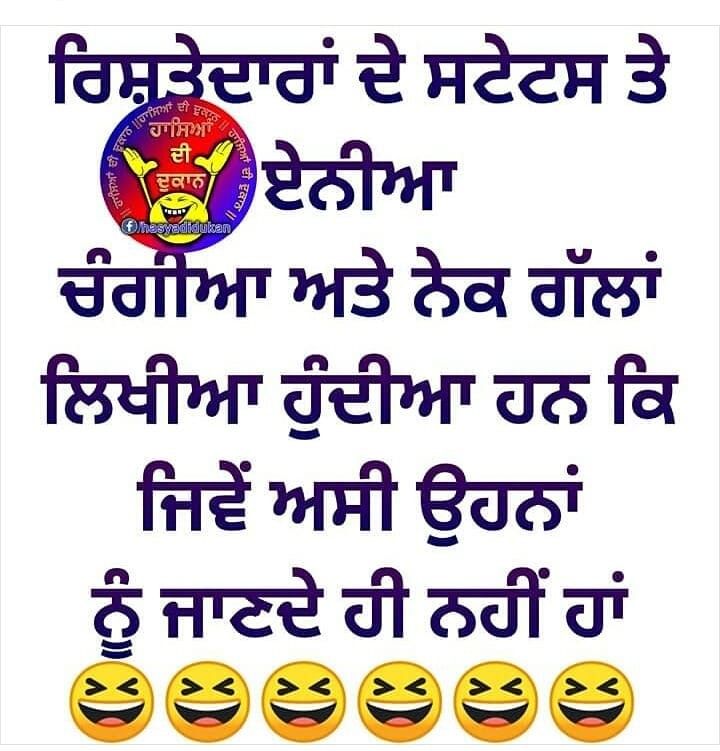 ਰਿਸ਼ਤੇਦਾਰਾਂ ਦੇ ਸਟੇਟਸ ਤੇ
ਹਾਸਿਆਂ
ਦੀ
ਦੁਕਾਨ
/hasyadidukan
ਏਨੀਆ
ਚੰਗੀਆ ਅਤੇ ਨੇਕ ਗੱਲਾਂ
ਲਿਖੀਆ ਹੁੰਦੀਆ ਹਨ ਕਿ
ਜਿਵੇਂ ਅਸੀ ਉਹਨਾਂ
ਨੂੰ ਜਾਣਦੇ ਹੀ ਨਹੀਂ ਹਾਂ
😆😆😆😆😆😆